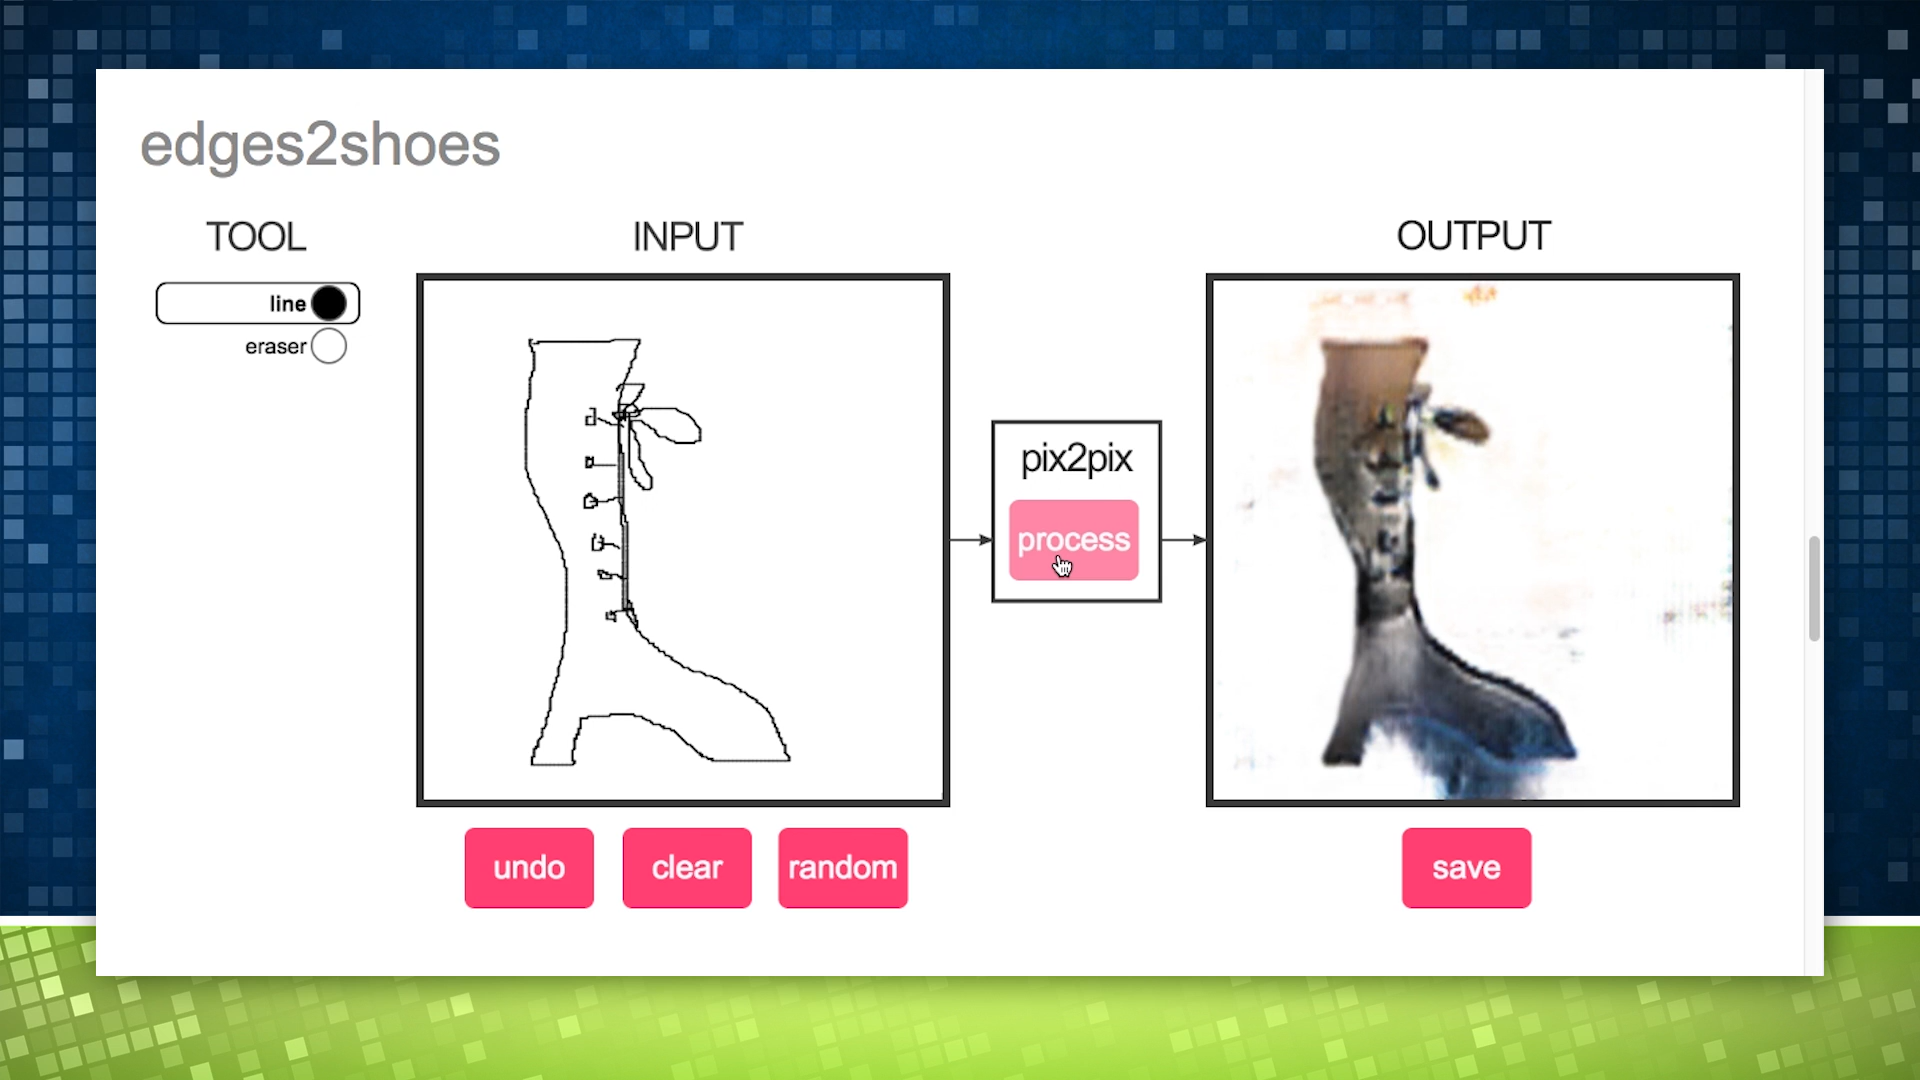 edges2shoes
TOOL
INPUT
OUTPUT
line
eraser
pix2pix
process
undo
clear
random
save